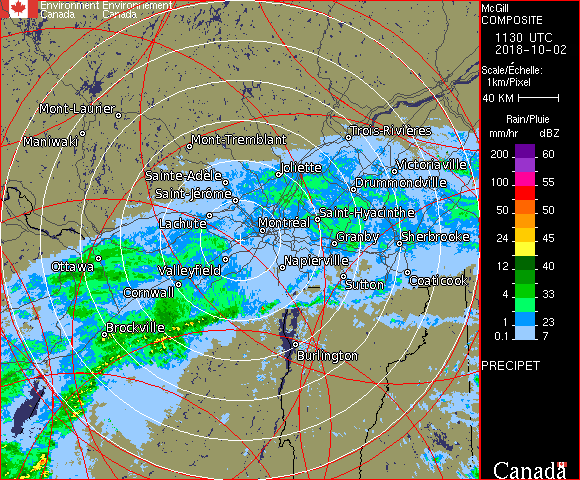 Environment Environnement
Canada Canada
McGill
COMPOSITE
1130 UTC
2018-10-02
Scale/Échelle:
1km/Pixel
40 KM
Rain/Pluie
mm/hr dBZ
200 60
100 55
50 50
24 45
12 40
4 33
1 28
0.5 23
0.1 7
PRECIPET
Canada
Mont-Laurier
Maniwaki
Mont-Tremblant
Trois-Rivières
Sainte-Adèle
Joliette
Victoriaville
Saint-Jérôme
Drummondville
Lachute
Montréal
Saint-Hyacinthe
Granby
Sherbrooke
Ottawa
Valleyfield
Napierville
Cornwall
Sutton
Coaticook
Brockville
Burlington